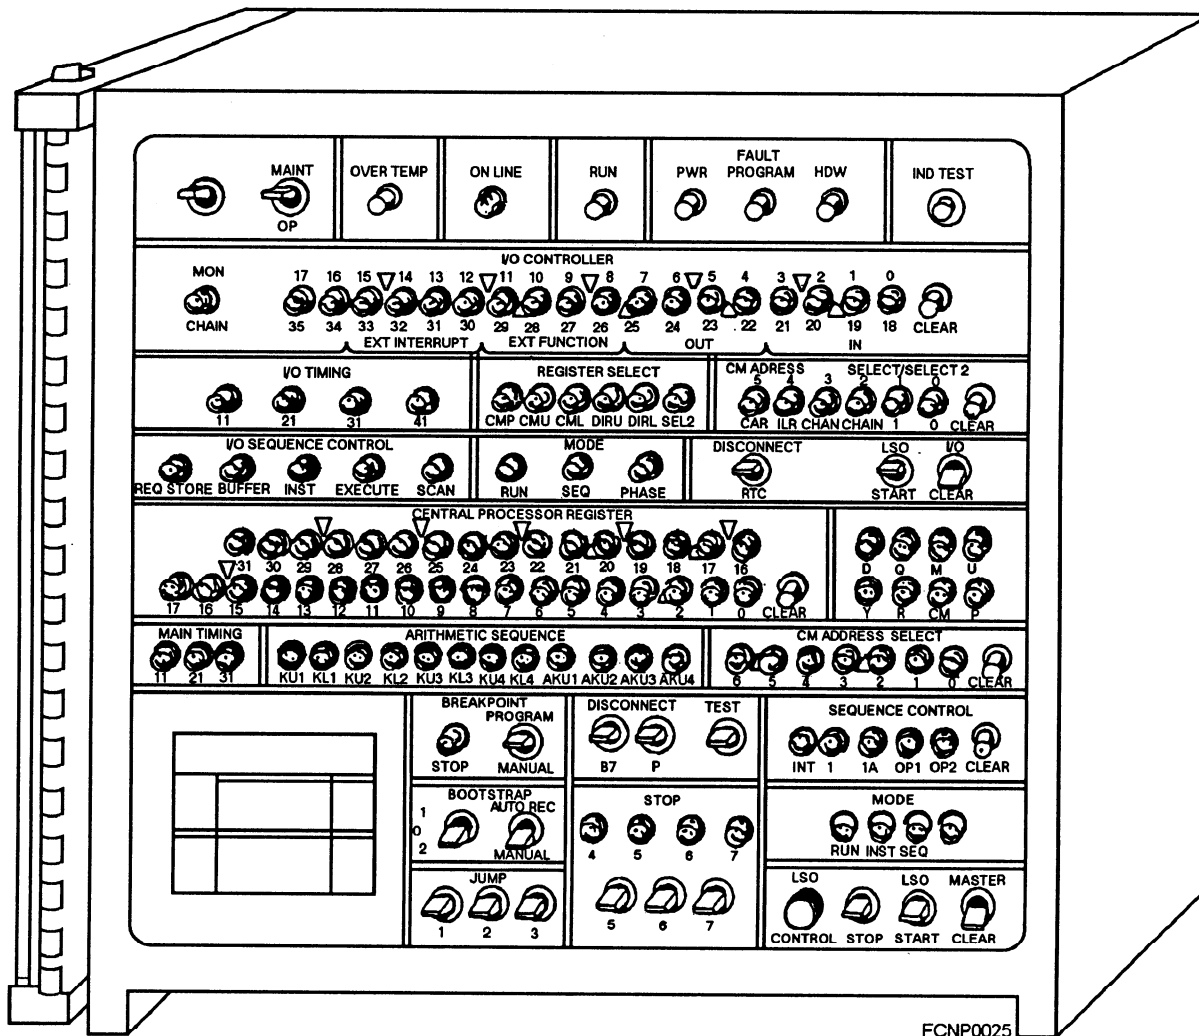 MAINT
OP
OVER TEMP
ON LINE
RUN
FAULT
PWR PROGRAM HDW
IND TEST
I/O CONTROLLER
MON
CHAIN
17 16 15 14 13 12 11 10 9 8 7 6 5 4 3 2 1 0
35 34 33 32 31 30 29 28 27 26 25 24 23 22 21 20 19 18
CLEAR
EXT INTERRUPT EXT FUNCTION OUT IN
I/O TIMING
11 21 31 41
REGISTER SELECT
CMP CMU CML DIRU DIRL SEL2
CM ADRESS SELECT/SELECT 2
5 4 3 2 1 0
CAR ILR CHAN CHAIN 1 0 CLEAR
I/O SEQUENCE CONTROL
REQ STORE BUFFER INST EXECUTE SCAN
MODE
RUN SEQ PHASE
DISCONNECT
RTC
LSO
START
I/O
CLEAR
CENTRAL PROCESSOR REGISTER
31 30 29 28 27 26 25 24 23 22 21 20 19 18 17 16
17 16 15 14 13 12 11 10 9 8 7 6 5 4 3 2 1 0 CLEAR
D Q M U
Y R CM P
MAIN TIMING
11 21 31
ARITHMETIC SEQUENCE
KU1 KL1 KU2 KL2 KU3 KL3 KU4 KL4 AKU1 AKU2 AKU3 AKU4
CM ADDRESS SELECT
6 5 4 3 2 1 0 CLEAR
BREAKPOINT
PROGRAM
STOP MANUAL
DISCONNECT TEST
B7 P
SEQUENCE CONTROL
INT 1 1A OP1 OP2 CLEAR
BOOTSTRAP
1 AUTO REC
0
2 MANUAL
STOP
4 5 6 7
5 6 7
MODE
RUN INST SEQ
JUMP
1 2 3
LSO LSO MASTER
CONTROL STOP START CLEAR
ECNP0025